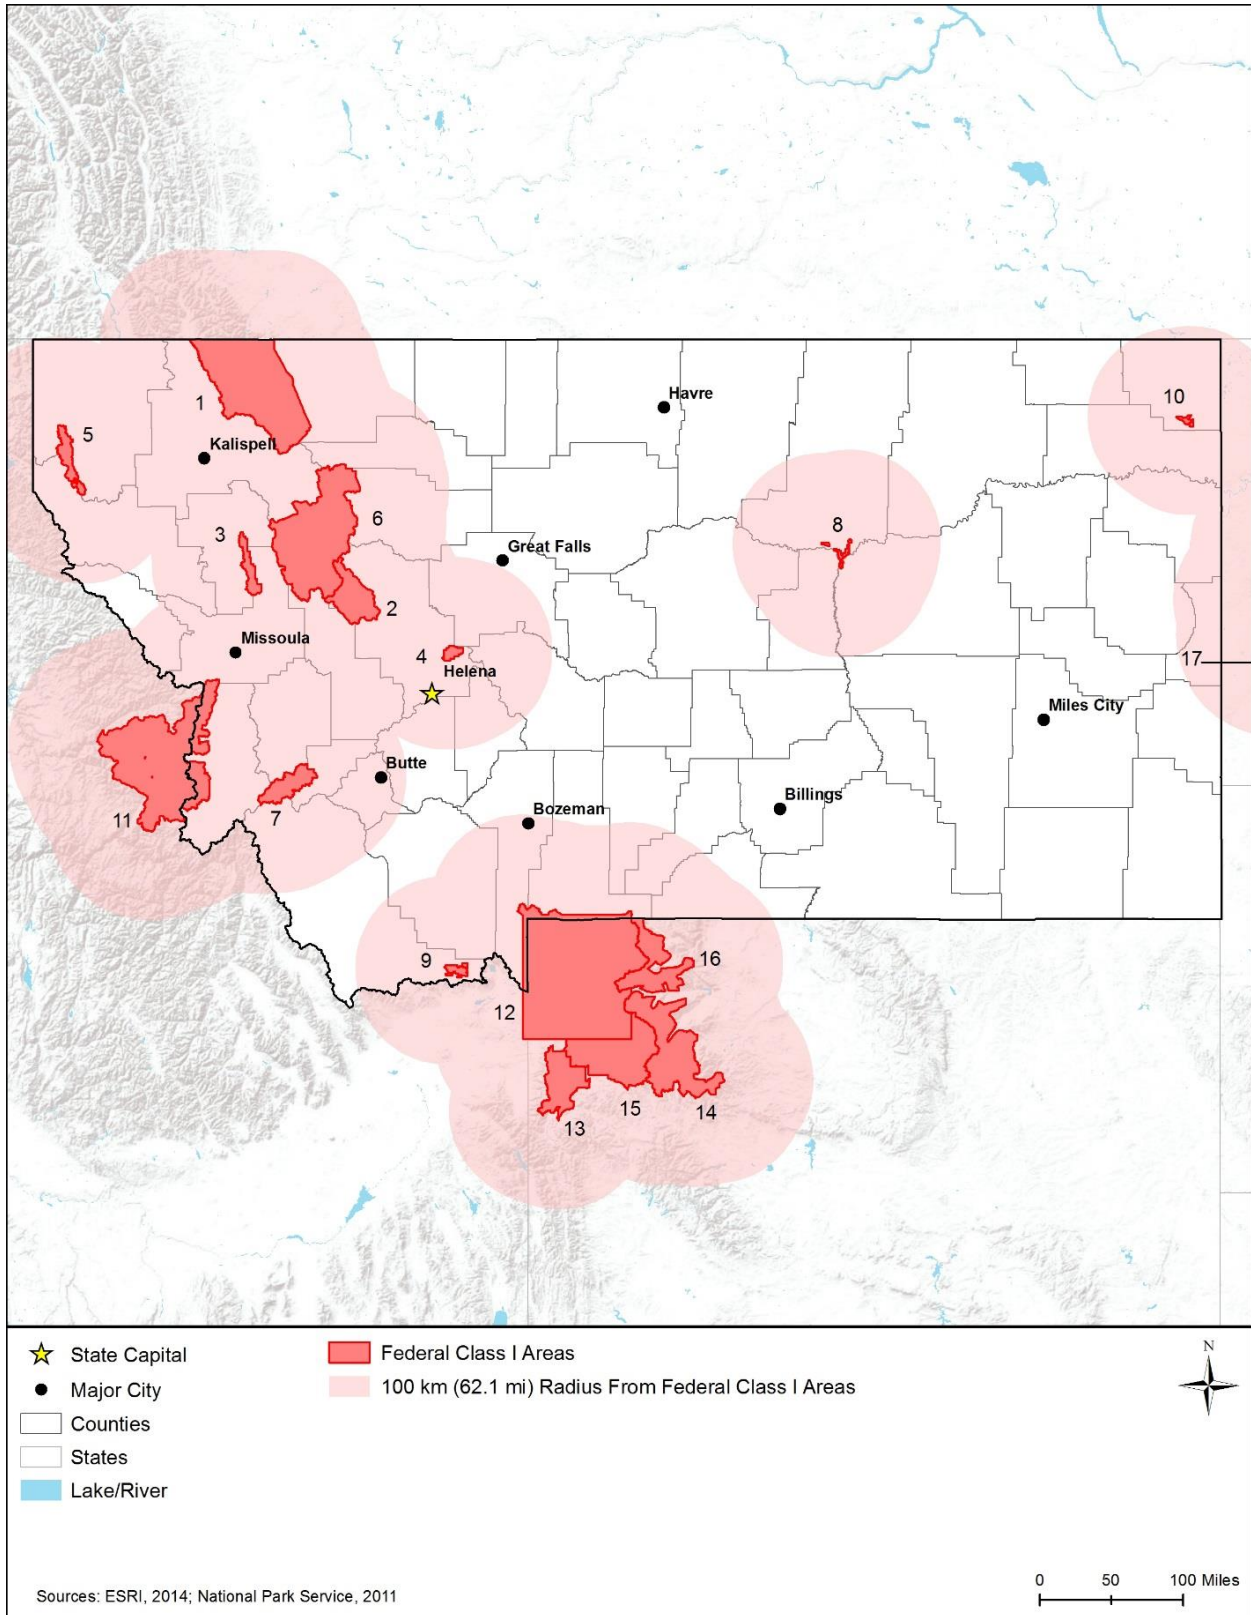 Havre
10
1
5
Kalispell
6
3
8
Great Falls
2
Missoula
4
Helena
17
Miles City
Butte
Billings
Bozeman
11
7
9
16
12
15
14
13
State Capital
Major City
Counties
States
Lake/River
Federal Class I Areas
100 km (62.1 mi) Radius From Federal Class I Areas
N
Sources: ESRI, 2014; National Park Service, 2011
0 50 100 Miles